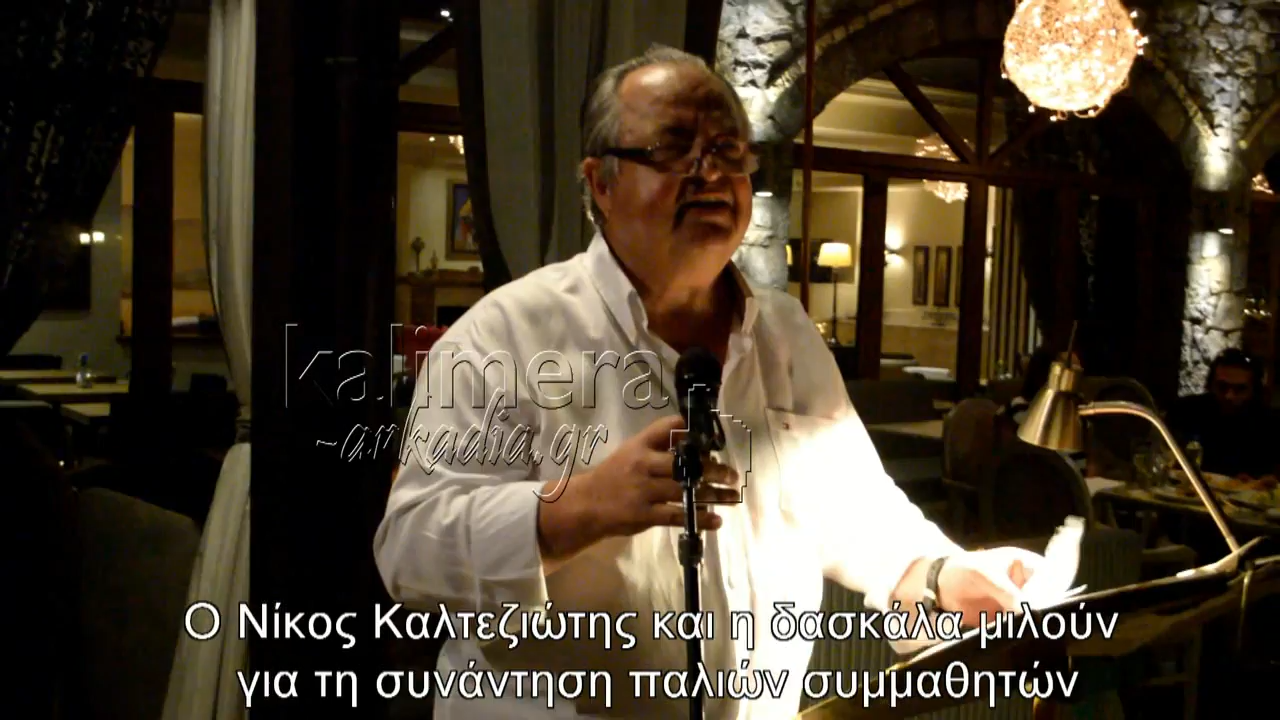 kalimera
~arkadia.gr
Ο Νίκος Καλτεζιώτης και η δασκάλα μιλούν
για τη συνάντηση παλιών συμμαθητών